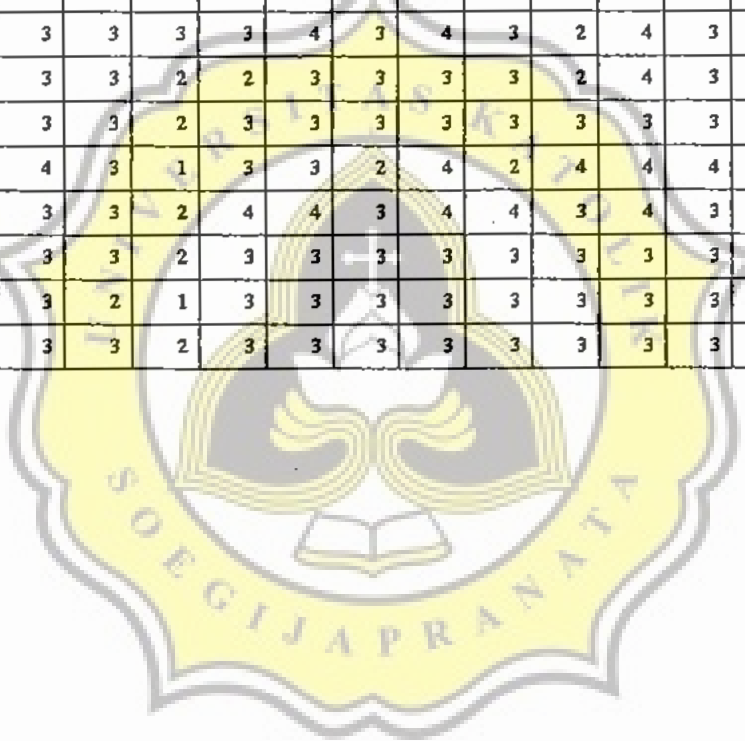 3 3 3 3 4 3 4 3 2 4 3
3 3 2 2 3 3 3 3 2 4 3
3 3 2 3 3 3 3 3 3 3 3
4 3 1 3 3 2 4 2 4 4 4
3 3 2 4 4 3 4 4 3 4 3
3 3 2 3 3 3 3 3 3 3 3
3 2 1 3 3 3 3 3 3 3 3
3 3 2 3 3 3 3 3 3 3 3
UNIVERSITAS KATOLIK
SOEGIJAPRANATA